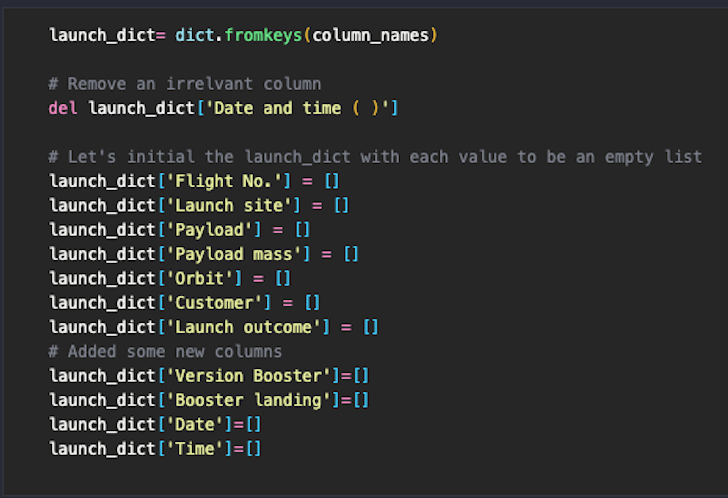 launch_dict= dict.fromkeys(column_names)
# Remove an irrelvant column
del launch_dict['Date and time ( )']
# Let's initial the launch_dict with each value to be an empty list
launch_dict['Flight No.'] = []
launch_dict['Launch site'] = []
launch_dict['Payload'] = []
launch_dict['Payload mass'] = []
launch_dict['Orbit'] = []
launch_dict['Customer'] = []
launch_dict['Launch outcome'] = []
# Added some new columns
launch_dict['Version Booster']=[]
launch_dict['Booster landing']=[]
launch_dict['Date']=[]
launch_dict['Time']=[]